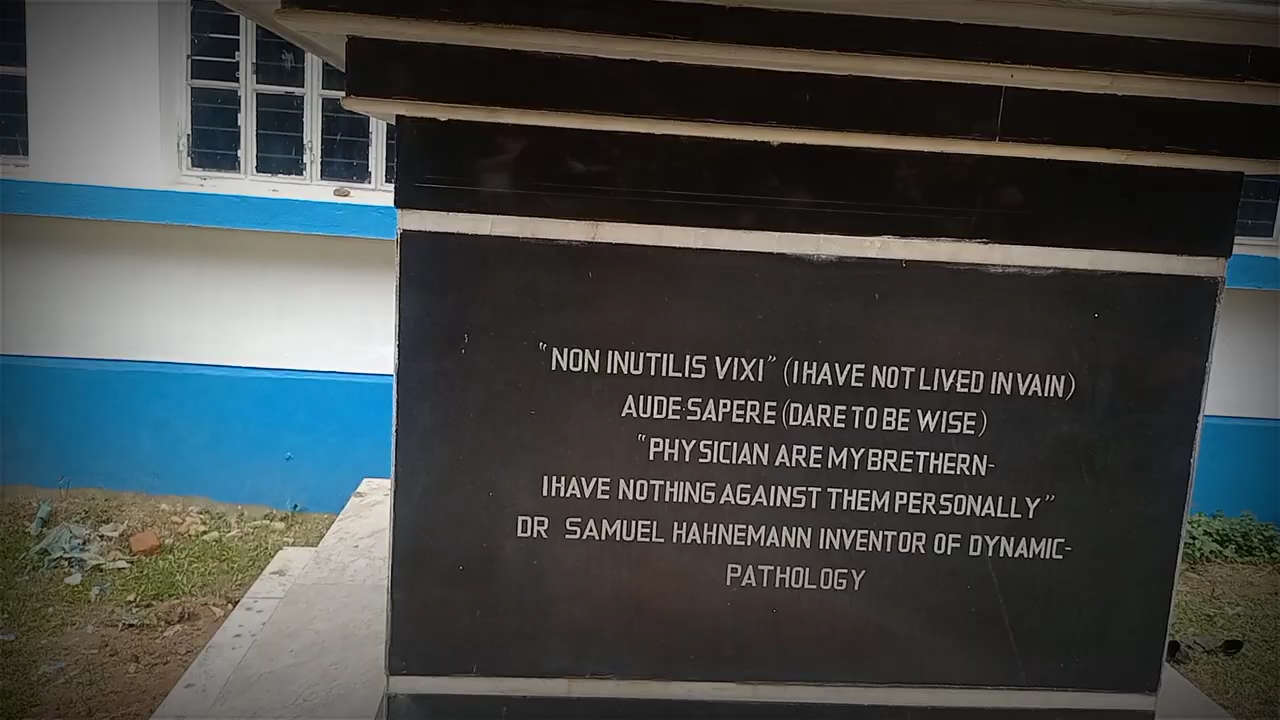 "NON INUTILIS VIXI" (I HAVE NOT LIVED IN VAIN)
AUDE SAPERE (DARE TO BE WISE)
"PHYSICIAN ARE MY BRETHERN-
I HAVE NOTHING AGAINST THEM PERSONALLY"
DR SAMUEL HAHNEMANN INVENTOR OF DYNAMIC-
PATHOLOGY